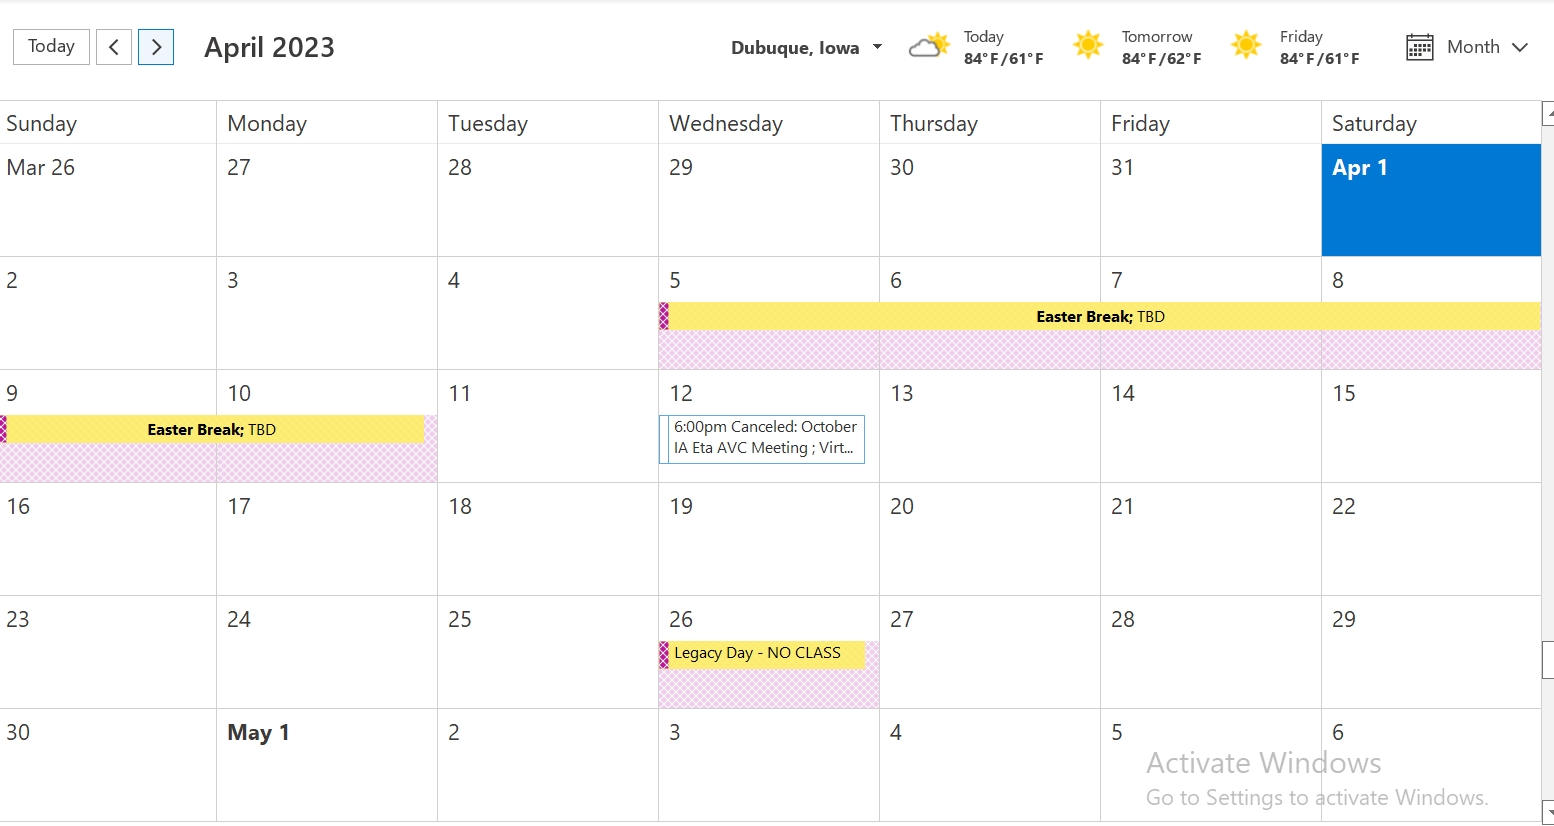 Today
April 2023
Dubuque, Iowa
Today
84°F/61°F
Tomorrow
84°F/62°F
Friday
84°F/61°F
Month
Sunday Monday Tuesday Wednesday Thursday Friday Saturday
Mar 26 27 28 29 30 31 Apr 1
2 3 4 5 6 7 8
Easter Break; TBD
9 10 11 12 13 14 15
Easter Break; TBD
6:00pm Canceled: October
IA Eta AVC Meeting ; Virt...
16 17 18 19 20 21 22
23 24 25 26 27 28 29
Legacy Day - NO CLASS
30 May 1 2 3 4 5 6
Activate Windows
Go to Settings to activate Windows.